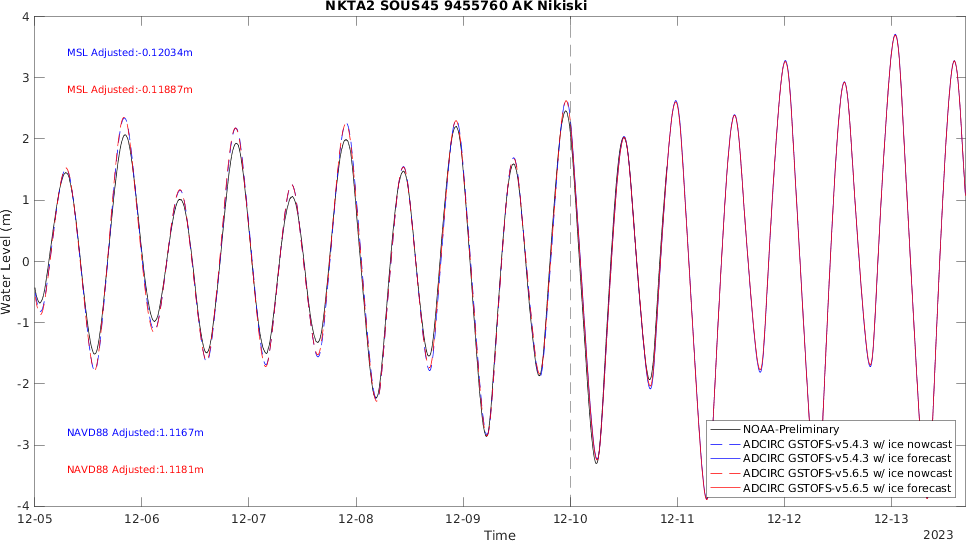 NKTA2 SOUS45 9455760 AK Nikiski
MSL Adjusted:-0.12034m
MSL Adjusted:-0.11887m
NAVD88 Adjusted:1.1167m
NAVD88 Adjusted:1.1181m
Water Level (m)
4
3
2
1
0
-1
-2
-3
-4
NOAA-Preliminary
ADCIRC GSTOFS-v5.4.3 w/ ice nowcast
ADCIRC GSTOFS-v5.4.3 w/ ice forecast
ADCIRC GSTOFS-v5.6.5 w/ ice nowcast
ADCIRC GSTOFS-v5.6.5 w/ ice forecast
12-05 12-06 12-07 12-08 12-09 12-10 12-11 12-12 12-13
Time
2023